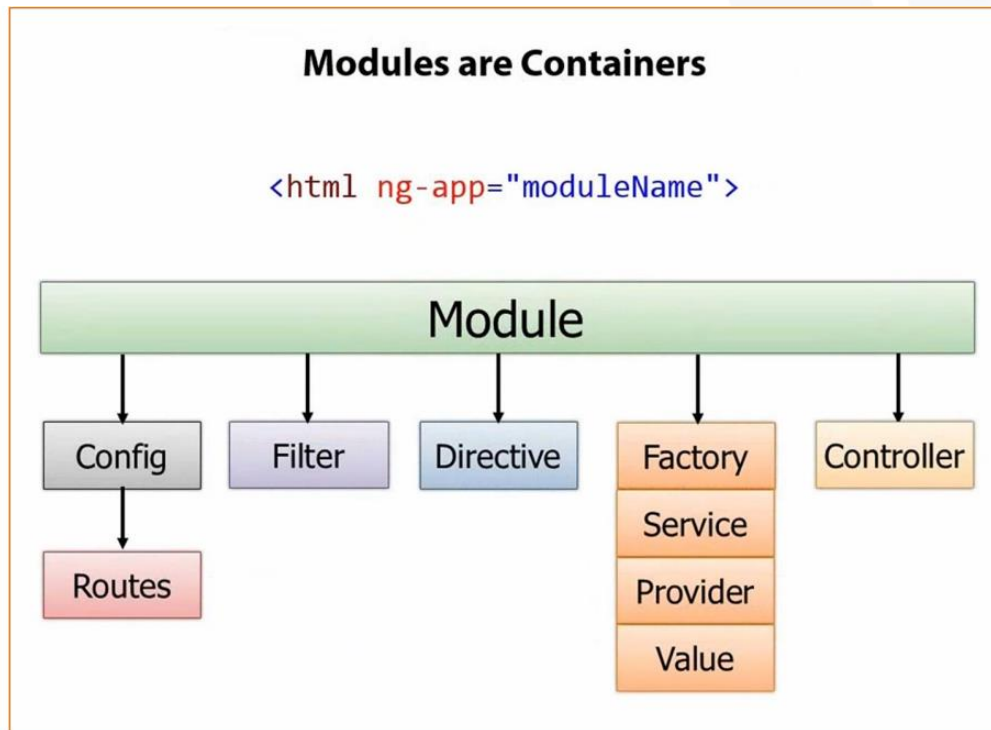 Modules are Containers
<html ng-app="moduleName">
Module
Config
Filter
Directive
Factory
Controller
Service
Routes
Provider
Value